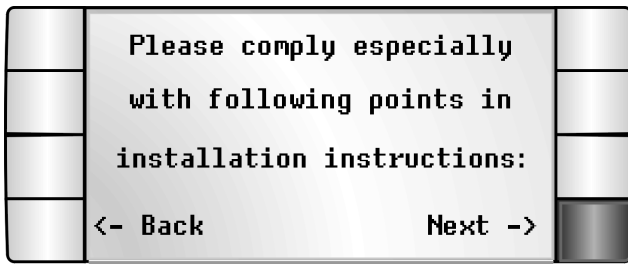 Please comply especially
with following points in
installation instructions:
<- Back Next ->